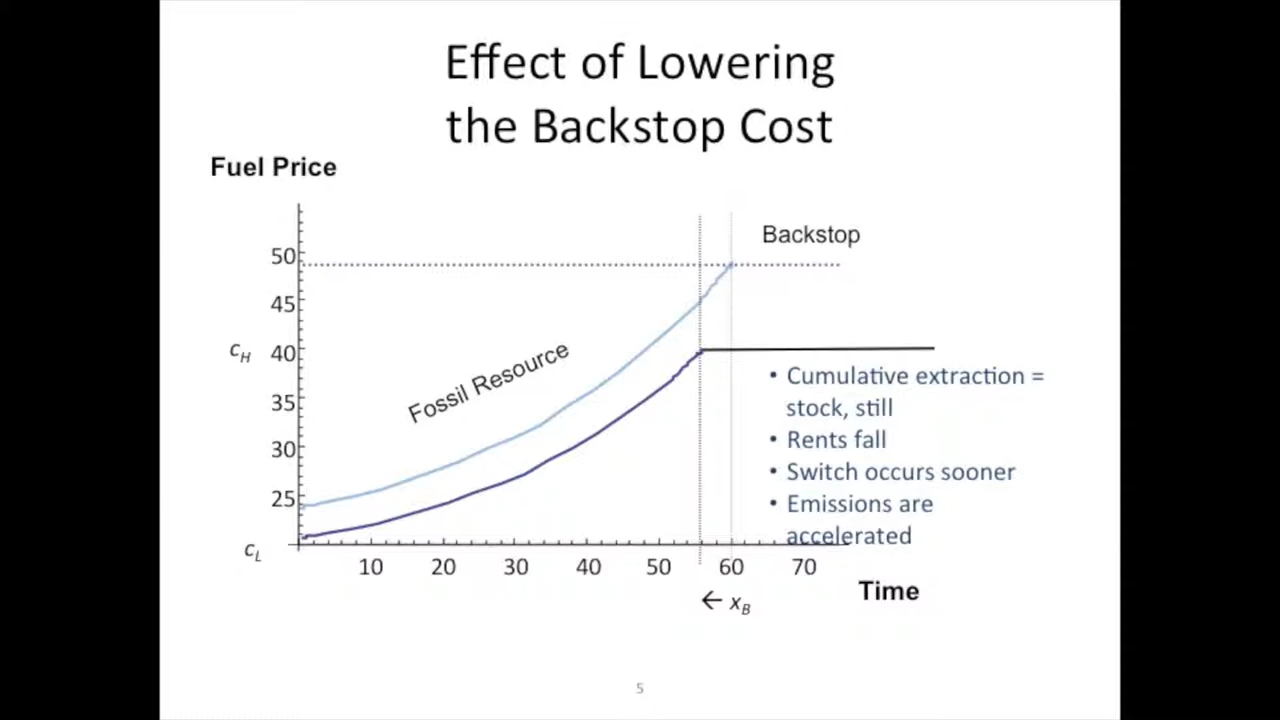 Effect of Lowering
the Backstop Cost
Fuel Price
Backstop
50
45
c_H 40
35
30
25
c_L
Fossil Resource
• Cumulative extraction =
stock, still
• Rents fall
• Switch occurs sooner
• Emissions are
accelerated
10 20 30 40 50 60 70
Time
← x_B
5